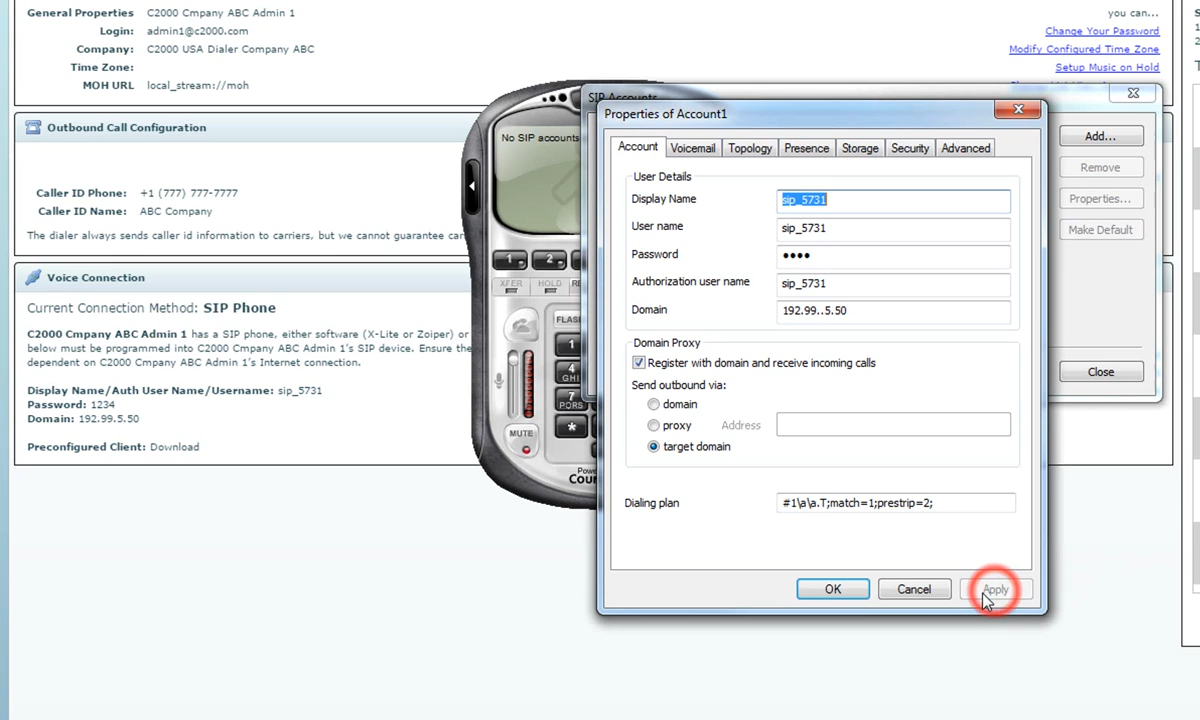 General Properties C2000 Cmpany ABC Admin 1
Login: admin1@c2000.com
Company: C2000 USA Dialer Company ABC
Time Zone:
MOH URL local_stream://moh
you can...
Change Your Password
Modify Configured Time Zone
Setup Music on Hold
Outbound Call Configuration
Caller ID Phone: +1 (777) 777-7777
Caller ID Name: ABC Company
The dialer always sends caller id information to carriers, but we cannot guarantee
Voice Connection
Current Connection Method: SIP Phone
C2000 Cmpany ABC Admin 1 has a SIP phone, either software (X-Lite or Zoiper) or
below must be programmed into C2000 Cmpany ABC Admin 1's SIP device. Ensure the
dependent on C2000 Cmpany ABC Admin 1's Internet connection.
Display Name/Auth User Name/Username: sip_5731
Password: 1234
Domain: 192.99.5.50
Preconfigured Client: Download
No SIP accounts
1
2
XFER HOLD
FLAS
1
4
GHI
7
PQRS
*
MUTE
SIP Accounts
Add...
Remove
Properties...
Make Default
Close
Properties of Account1
Account Voicemail Topology Presence Storage Security Advanced
User Details
Display Name sip_5731
User name sip_5731
Password ••••
Authorization user name sip_5731
Domain 192.99..5.50
Domain Proxy
Register with domain and receive incoming calls
Send outbound via:
domain
proxy Address
target domain
Dialing plan #1\a\a.T;match=1;prestrip=2;
OK Cancel Apply